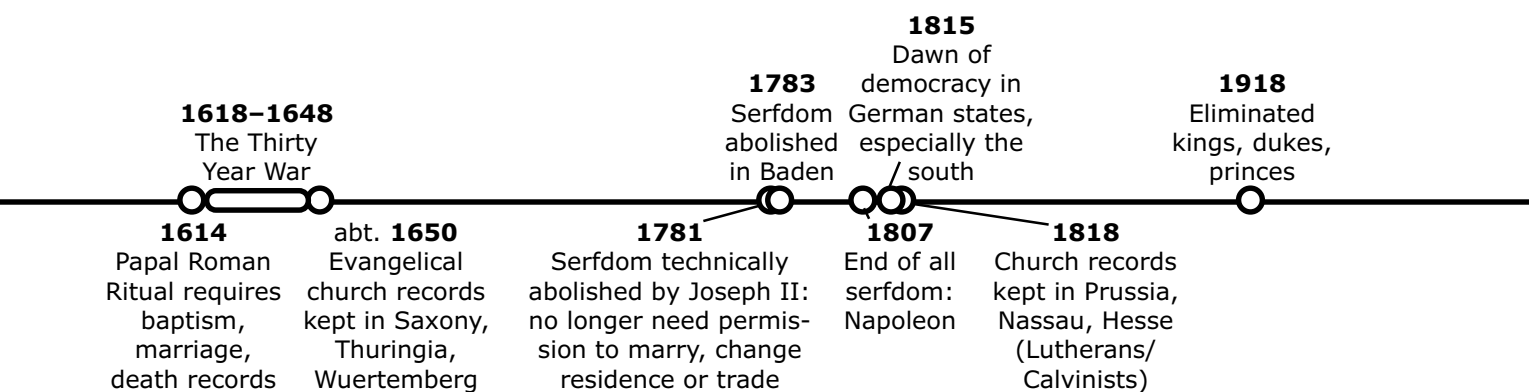 1618–1648
The Thirty
Year War
1783
Serfdom
abolished
in Baden
1815
Dawn of
democracy in
German states,
especially the
south
1918
Eliminated
kings, dukes,
princes
1614
Papal Roman
Ritual requires
baptism,
marriage,
death records
abt. 1650
Evangelical
church records
kept in Saxony,
Thuringia,
Wuertemberg
1781
Serfdom technically
abolished by Joseph II:
no longer need permis-
sion to marry, change
residence or trade
1807
End of all
serfdom:
Napoleon
1818
Church records
kept in Prussia,
Nassau, Hesse
(Lutherans/
Calvinists)